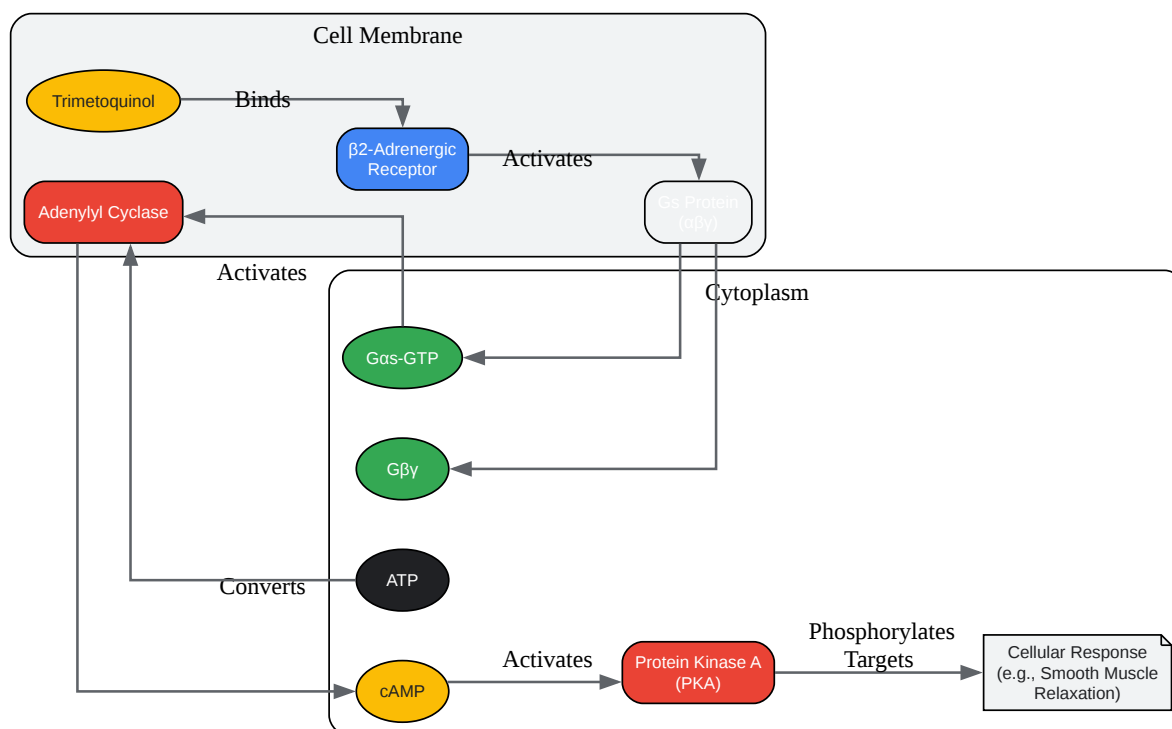 Cell Membrane
Trimetoquinol
Binds
β2-Adrenergic
Receptor
Activates
Gs Protein
(αβγ)
Adenylyl Cyclase
Activates
Cytoplasm
Gαs-GTP
Gβγ
ATP
Converts
cAMP
Activates
Protein Kinase A
(PKA)
Phosphorylates
Targets
Cellular Response
(e.g., Smooth Muscle
Relaxation)